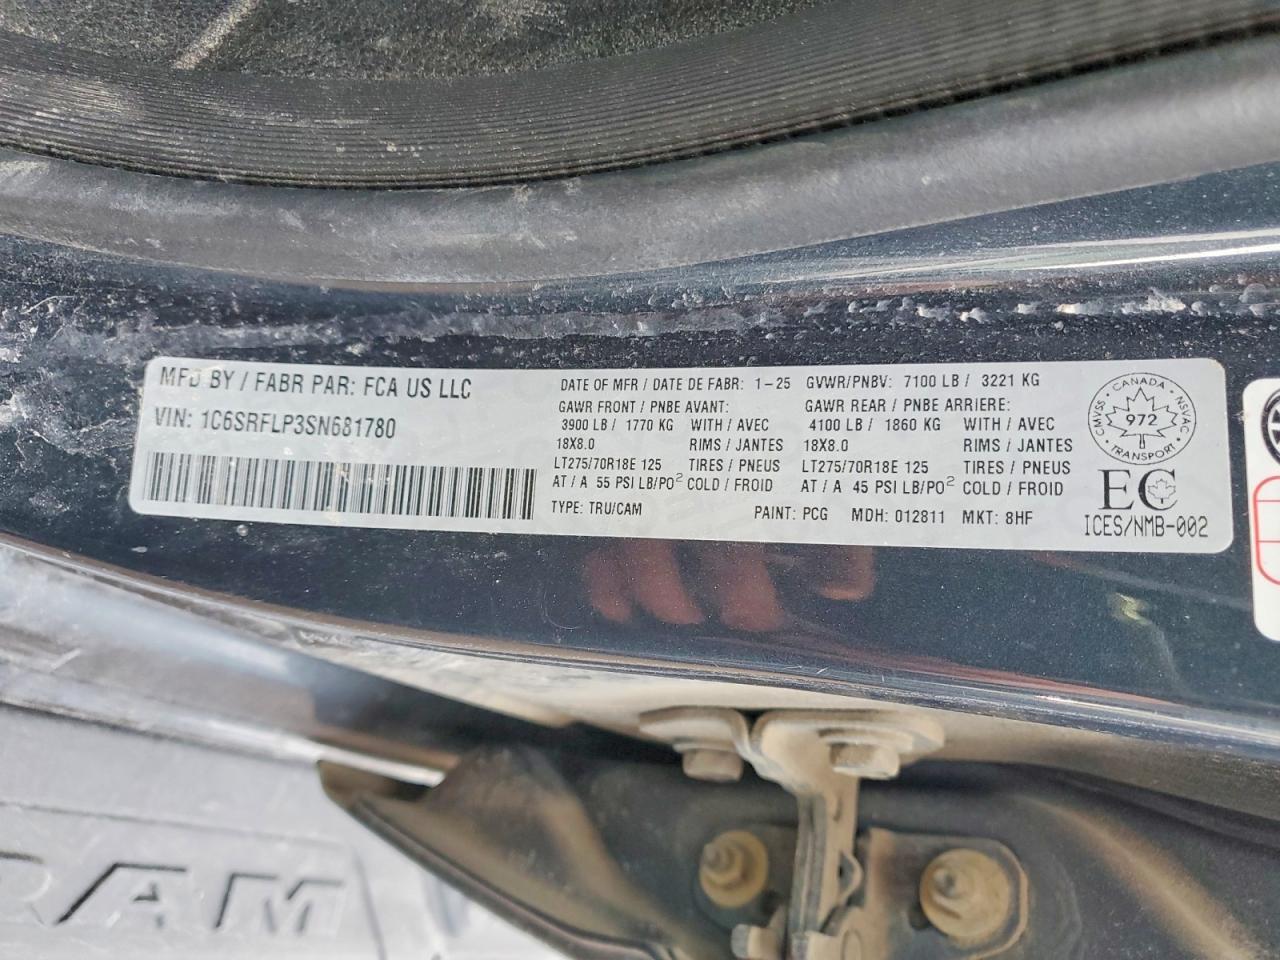 MFD BY / FABR PAR: FCA US LLC
VIN: 1C6SRFLP3SN681780
DATE OF MFR / DATE DE FABR: 1-25 GVWR/PNBV: 7100 LB / 3221 KG
GAWR FRONT / PNBE AVANT: GAWR REAR / PNBE ARRIERE:
3900 LB / 1770 KG WITH / AVEC 4100 LB / 1860 KG WITH / AVEC
18X8.0 RIMS / JANTES 18X8.0 RIMS / JANTES
LT275/70R18E 125 TIRES / PNEUS LT275/70R18E 125 TIRES / PNEUS
AT / A 55 PSI LB/PO² COLD / FROID AT / A 45 PSI LB/PO² COLD / FROID
TYPE: TRU/CAM PAINT: PCG MDH: 012811 MKT: 8HF
CANADA
CMVSS 972 NSVAC
TRANSPORT
EC
ICES/NMB-002
RAM